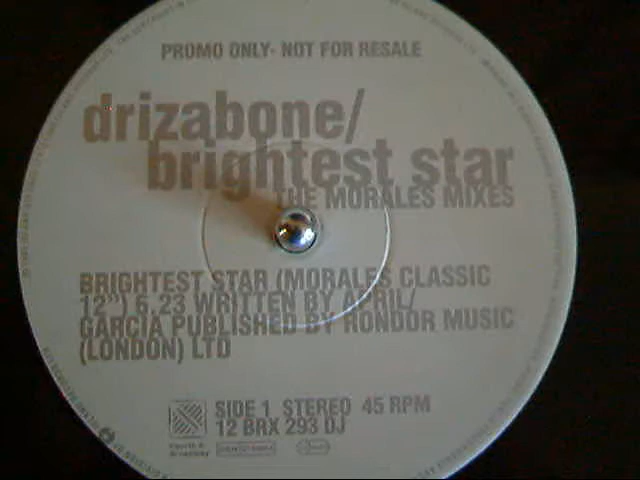 PROMO ONLY- NOT FOR RESALE
drizabone/
brightest star
THE MORALES MIXES
BRIGHTEST STAR (MORALES CLASSIC
12") 6.23 WRITTEN BY APRIL/
GARCIA PUBLISHED BY RONDOR MUSIC
(LONDON) LTD
SIDE 1 STEREO 45 RPM
12 BRX 293 DJ